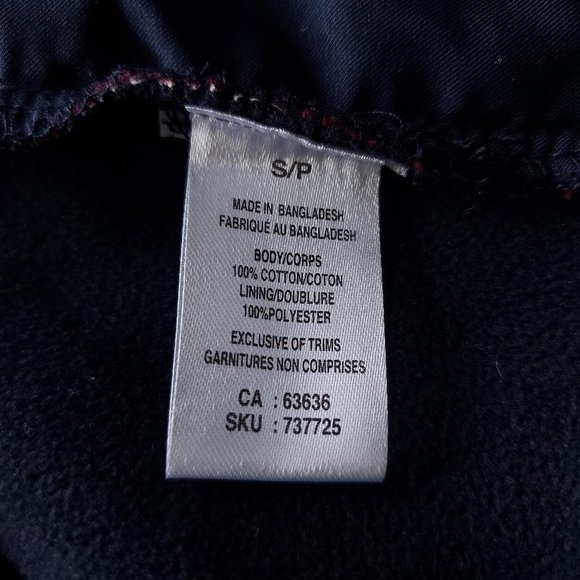 S/P
MADE IN BANGLADESH
FABRIQUÉ AU BANGLADESH
BODY/CORPS
100% COTTON/COTON
LINING/DOUBLURE
100%POLYESTER
EXCLUSIVE OF TRIMS
GARNITURES NON COMPRISES
CA : 63636
SKU : 737725